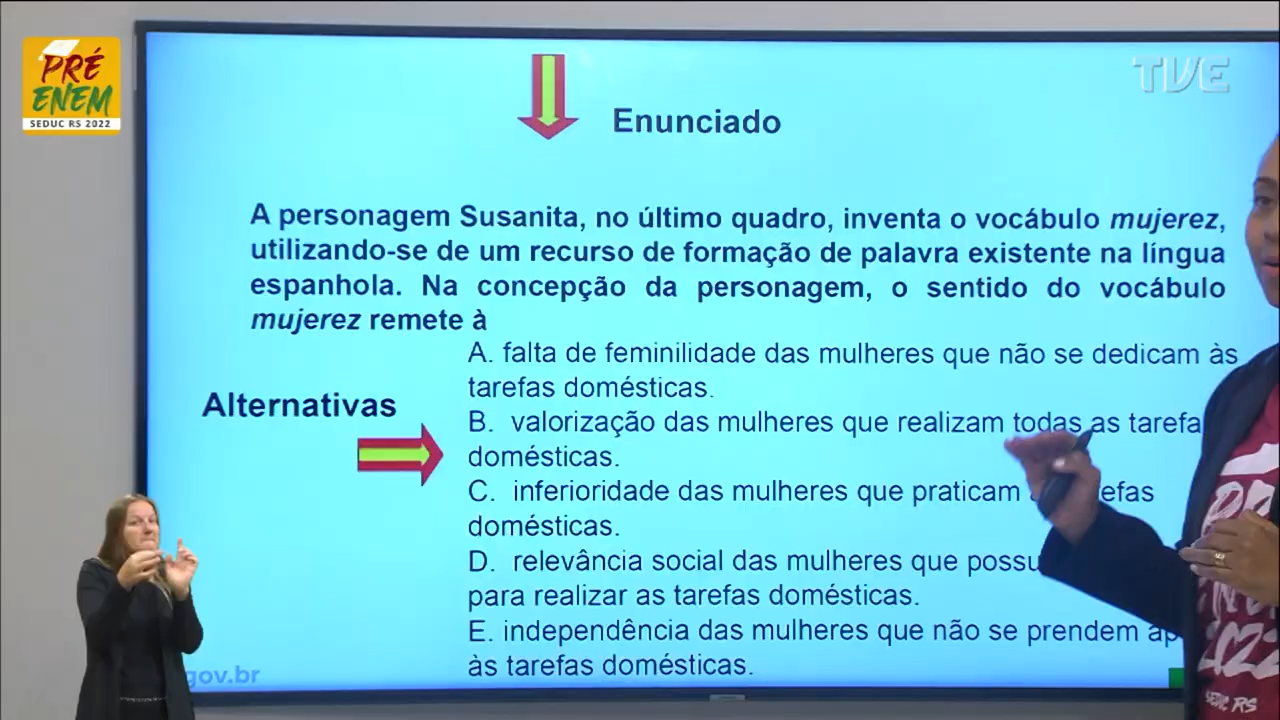 PRÉ
ENEM
SEDUC RS 2022
TVE
Enunciado
A personagem Susanita, no último quadro, inventa o vocábulo mujerez,
utilizando-se de um recurso de formação de palavra existente na língua
espanhola. Na concepção da personagem, o sentido do vocábulo
mujerez remete à
Alternativas
A. falta de feminilidade das mulheres que não se dedicam às
tarefas domésticas.
B. valorização das mulheres que realizam todas as
domésticas.
C. inferioridade das mulheres que praticam
domésticas.
D. relevância social das mulheres que
para realizar as tarefas domésticas.
E. independência das mulheres que não se prendem
às tarefas domésticas.
gov.br
2022
SEDUC RS